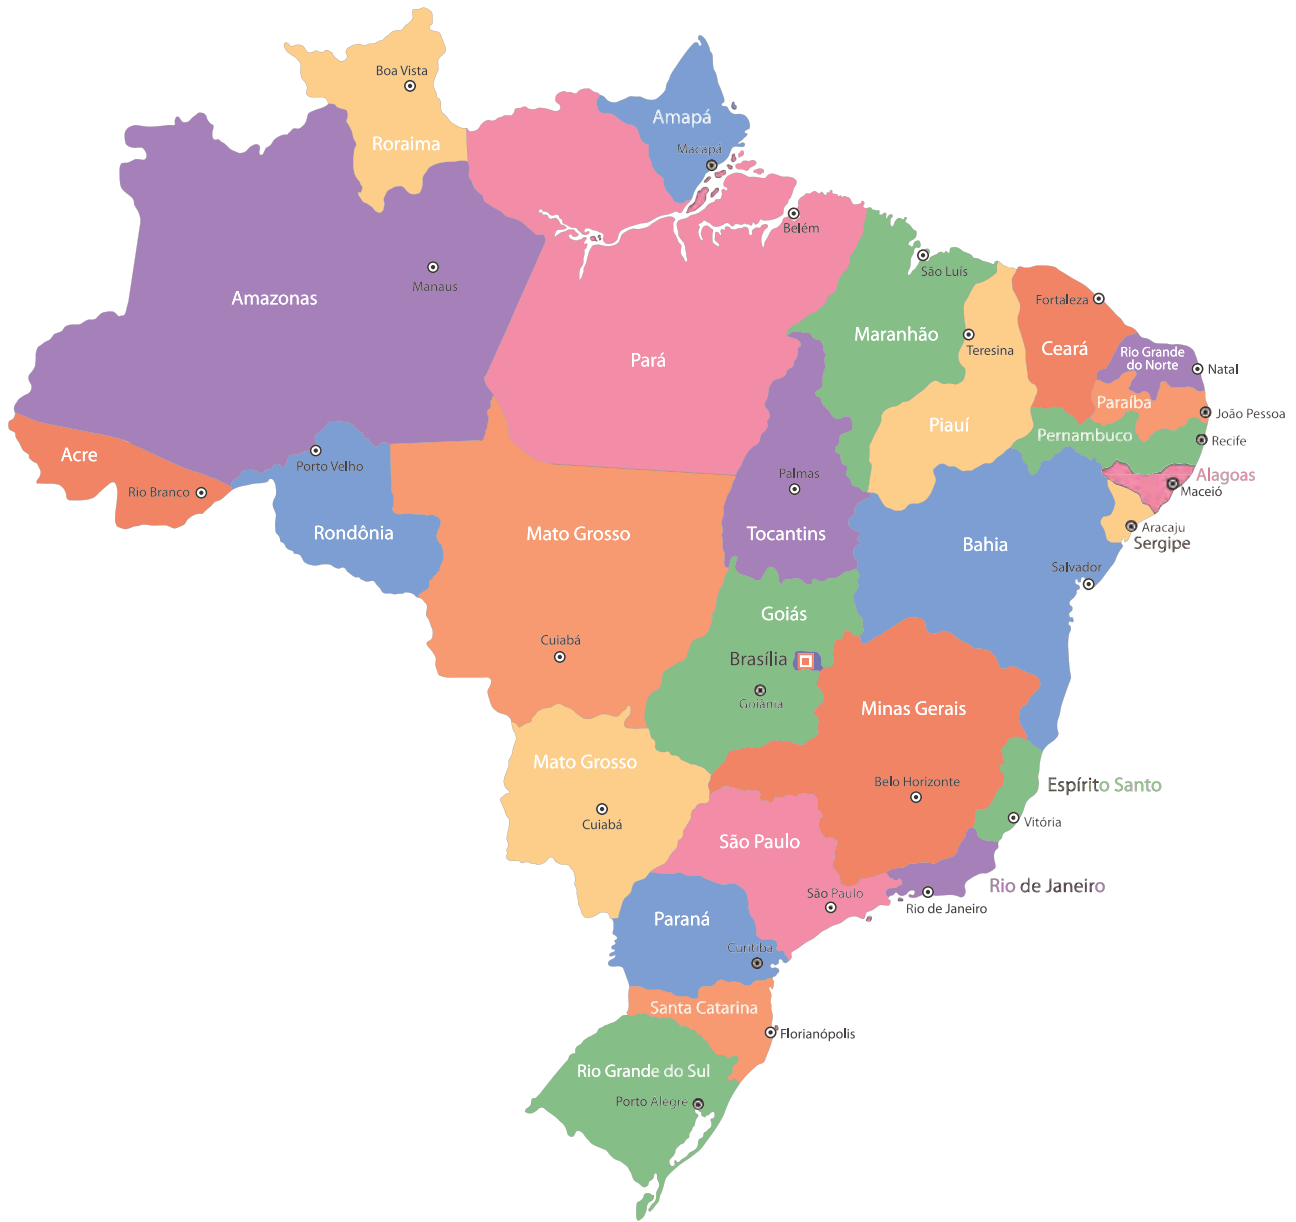 Boa Vista
Roraima
Amapá
Macapá
Belém
São Luís
Manaus
Amazonas
Fortaleza
Maranhão
Teresina
Ceará
Rio Grande
do Norte
Natal
Pará
Paraíba
João Pessoa
Piauí
Pernambuco
Recife
Acre
Porto Velho
Rio Branco
Palmas
Alagoas
Maceió
Rondônia
Mato Grosso
Tocantins
Bahia
Aracaju
Sergipe
Salvador
Goiás
Cuiabá
Brasília
Goiânia
Minas Gerais
Mato Grosso
Cuiabá
Belo Horizonte
Espírito Santo
Vitória
São Paulo
São Paulo
Rio de Janeiro
Rio de Janeiro
Paraná
Curitiba
Santa Catarina
Florianópolis
Rio Grande do Sul
Porto Alegre